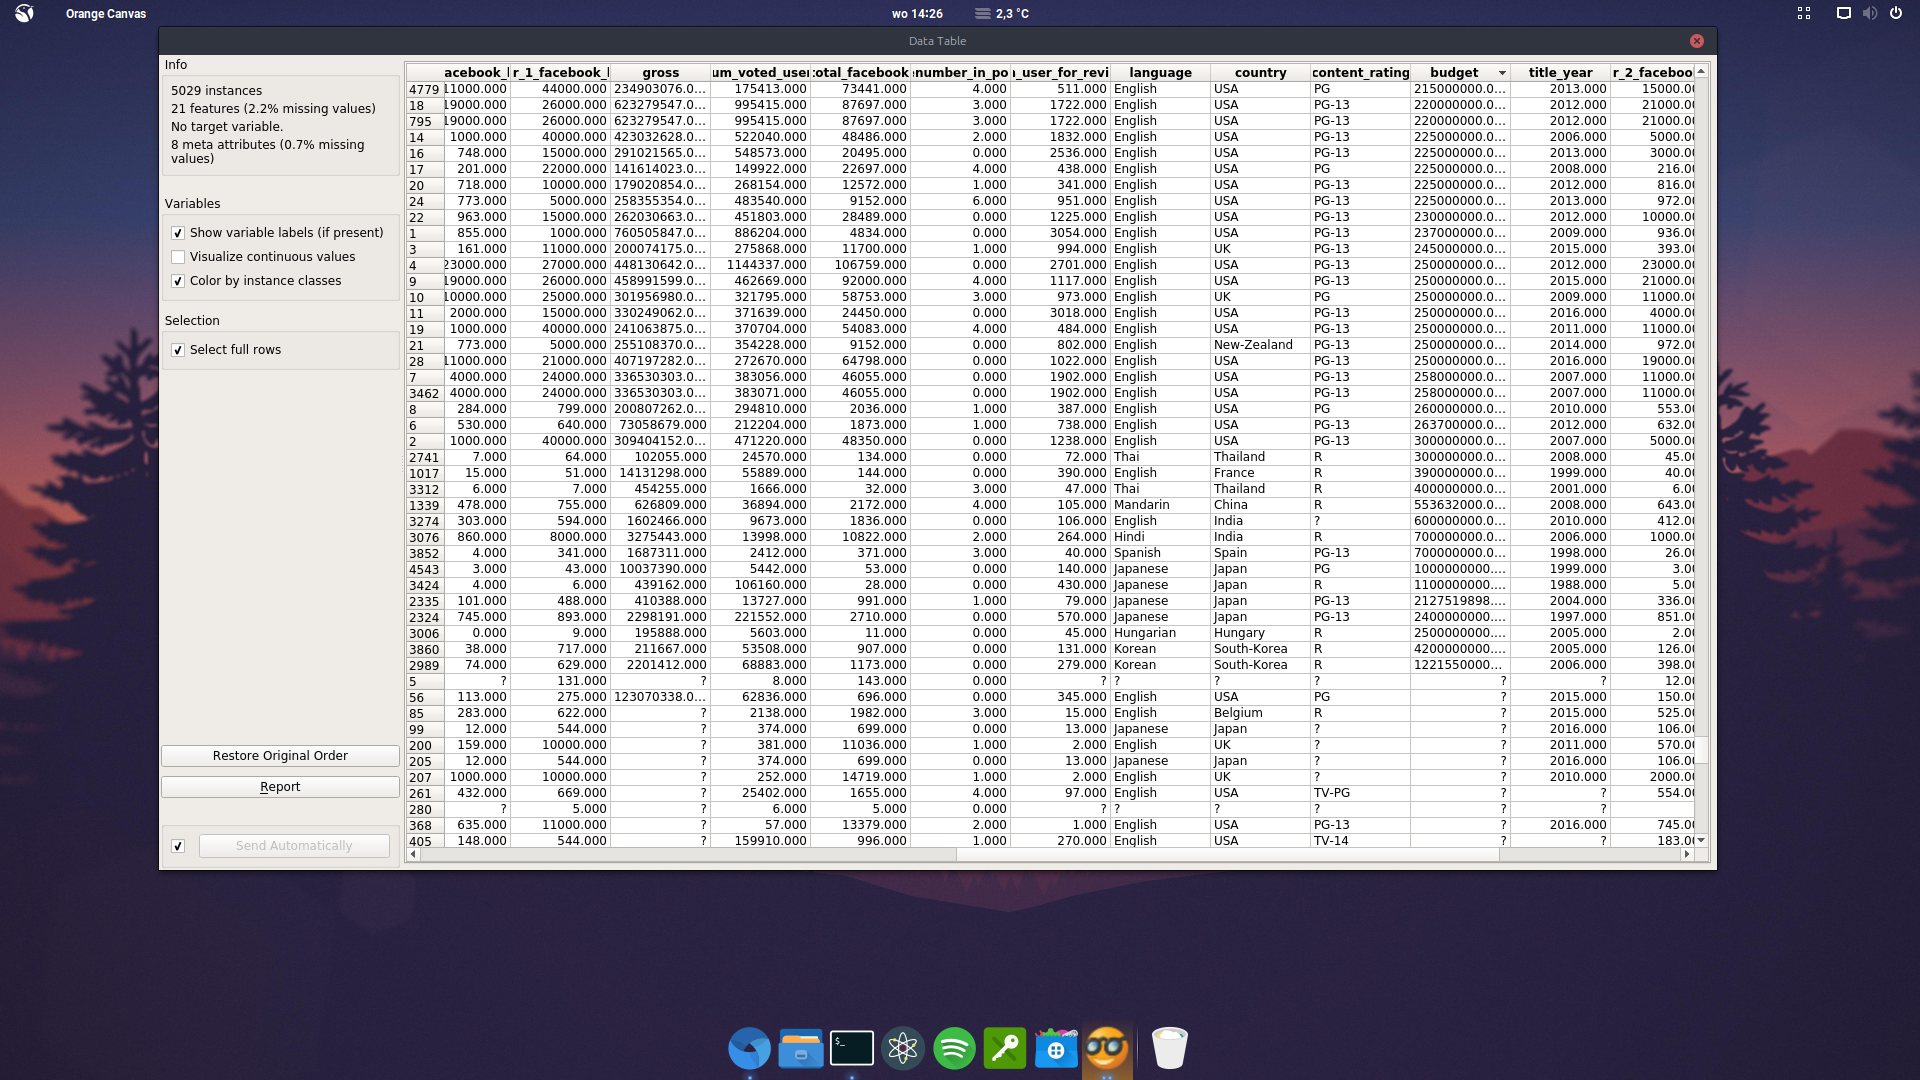 Orange Canvas
wo 14:26
2,3 °C
Data Table
Info
5029 instances
21 features (2.2% missing values)
No target variable.
8 meta attributes (0.7% missing
values)
Variables
Show variable labels (if present)
Visualize continuous values
Color by instance classes
Selection
Select full rows
Restore Original Order
Report
Send Automatically
acebook_l r_1_facebook_l gross um_voted_user total_facebook enumber_in_po _user_for_revi language country content_rating budget title_year r_2_faceboo
4779 11000.000 44000.000 234903076.0... 175413.000 73441.000 4.000 511.000 English USA PG 215000000.0... 2013.000 15000.00
18 19000.000 26000.000 623279547.0... 995415.000 87697.000 3.000 1722.000 English USA PG-13 220000000.0... 2012.000 21000.00
795 19000.000 26000.000 623279547.0... 995415.000 87697.000 3.000 1722.000 English USA PG-13 220000000.0... 2012.000 21000.00
14 1000.000 40000.000 423032628.0... 522040.000 48486.000 2.000 1832.000 English USA PG-13 225000000.0... 2006.000 5000.00
16 748.000 15000.000 291021565.0... 548573.000 20495.000 0.000 2536.000 English USA PG-13 225000000.0... 2013.000 3000.00
17 201.000 22000.000 141614023.0... 149922.000 22697.000 4.000 438.000 English USA PG 225000000.0... 2008.000 216.00
20 718.000 10000.000 179020854.0... 268154.000 12572.000 1.000 341.000 English USA PG-13 225000000.0... 2012.000 816.00
24 773.000 5000.000 258355354.0... 483540.000 9152.000 6.000 951.000 English USA PG-13 225000000.0... 2013.000 972.00
22 963.000 15000.000 262030663.0... 451803.000 28489.000 0.000 1225.000 English USA PG-13 230000000.0... 2012.000 10000.00
1 855.000 1000.000 760505847.0... 886204.000 4834.000 0.000 3054.000 English USA PG-13 237000000.0... 2009.000 936.00
3 161.000 11000.000 200074175.0... 275868.000 11700.000 1.000 994.000 English UK PG-13 245000000.0... 2015.000 393.00
4 23000.000 27000.000 448130642.0... 1144337.000 106759.000 0.000 2701.000 English USA PG-13 250000000.0... 2012.000 23000.00
9 19000.000 26000.000 458991599.0... 462669.000 92000.000 4.000 1117.000 English USA PG-13 250000000.0... 2015.000 21000.00
10 10000.000 25000.000 301956980.0... 321795.000 58753.000 3.000 973.000 English UK PG 250000000.0... 2009.000 11000.00
11 2000.000 15000.000 330249062.0... 371639.000 24450.000 0.000 3018.000 English USA PG-13 250000000.0... 2016.000 4000.00
19 1000.000 40000.000 241063875.0... 370704.000 54083.000 4.000 484.000 English USA PG-13 250000000.0... 2011.000 11000.00
21 773.000 5000.000 255108370.0... 354228.000 9152.000 0.000 802.000 English New-Zealand PG-13 250000000.0... 2014.000 972.00
28 11000.000 21000.000 407197282.0... 272670.000 64798.000 0.000 1022.000 English USA PG-13 250000000.0... 2016.000 19000.00
7 4000.000 24000.000 336530303.0... 383056.000 46055.000 0.000 1902.000 English USA PG-13 258000000.0... 2007.000 11000.00
3462 4000.000 24000.000 336530303.0... 383071.000 46055.000 0.000 1902.000 English USA PG-13 258000000.0... 2007.000 11000.00
8 284.000 799.000 200807262.0... 294810.000 2036.000 1.000 387.000 English USA PG 260000000.0... 2010.000 553.00
6 530.000 640.000 73058679.000 212204.000 1873.000 1.000 738.000 English USA PG-13 263700000.0... 2012.000 632.00
2 1000.000 40000.000 309404152.0... 471220.000 48350.000 0.000 1238.000 English USA PG-13 300000000.0... 2007.000 5000.00
2741 7.000 64.000 102055.000 24570.000 134.000 0.000 72.000 Thai Thailand R 300000000.0... 2008.000 45.00
1017 15.000 51.000 14131298.000 55889.000 144.000 0.000 390.000 English France R 390000000.0... 1999.000 40.00
3312 6.000 7.000 454255.000 1666.000 32.000 3.000 47.000 Thai Thailand R 400000000.0... 2001.000 6.00
1339 478.000 755.000 626809.000 36894.000 2172.000 4.000 105.000 Mandarin China R 553632000.0... 2008.000 643.00
3274 303.000 594.000 1602466.000 9673.000 1836.000 0.000 106.000 English India ? 600000000.0... 2010.000 412.00
3076 860.000 8000.000 3275443.000 13998.000 10822.000 2.000 264.000 Hindi India R 700000000.0... 2006.000 1000.00
3852 4.000 341.000 1687311.000 2412.000 371.000 3.000 40.000 Spanish Spain PG-13 700000000.0... 1998.000 26.00
4543 3.000 43.000 10037390.000 5442.000 53.000 0.000 140.000 Japanese Japan PG 1000000000.... 1999.000 3.00
3424 4.000 6.000 439162.000 106160.000 28.000 0.000 430.000 Japanese Japan R 1100000000.... 1988.000 5.00
2335 101.000 488.000 410388.000 13727.000 991.000 1.000 79.000 Japanese Japan PG-13 2127519898.... 2004.000 336.00
2324 745.000 893.000 2298191.000 221552.000 2710.000 0.000 570.000 Japanese Japan PG-13 2400000000.... 1997.000 851.00
3006 0.000 9.000 195888.000 5603.000 11.000 0.000 45.000 Hungarian Hungary R 2500000000.... 2005.000 2.00
3860 38.000 717.000 211667.000 53508.000 907.000 0.000 131.000 Korean South-Korea R 4200000000.... 2005.000 126.00
2989 74.000 629.000 2201412.000 68883.000 1173.000 0.000 279.000 Korean South-Korea R 1221550000... 2006.000 398.00
5 ? 131.000 ? 8.000 143.000 0.000 ? ? ? ? ? ? 12.00
56 113.000 275.000 123070338.0... 62836.000 696.000 0.000 345.000 English USA PG ? 2015.000 150.00
85 283.000 622.000 ? 2138.000 1982.000 3.000 15.000 English Belgium R ? 2015.000 525.00
99 12.000 544.000 ? 374.000 699.000 0.000 13.000 Japanese Japan ? ? 2016.000 106.00
200 159.000 10000.000 ? 381.000 11036.000 1.000 2.000 English UK ? ? 2011.000 570.00
205 12.000 544.000 ? 374.000 699.000 0.000 13.000 Japanese Japan ? ? 2016.000 106.00
207 1000.000 10000.000 ? 252.000 14719.000 1.000 2.000 English UK ? ? 2010.000 2000.00
261 432.000 669.000 ? 25402.000 1655.000 4.000 97.000 English USA TV-PG ? ? 554.00
280 ? 5.000 ? 6.000 5.000 0.000 ? ? ? ? ? ?
368 635.000 11000.000 ? 57.000 13379.000 2.000 1.000 English USA PG-13 ? 2016.000 745.00
405 148.000 544.000 ? 159910.000 996.000 1.000 270.000 English USA TV-14 ? ? 183.00
$_